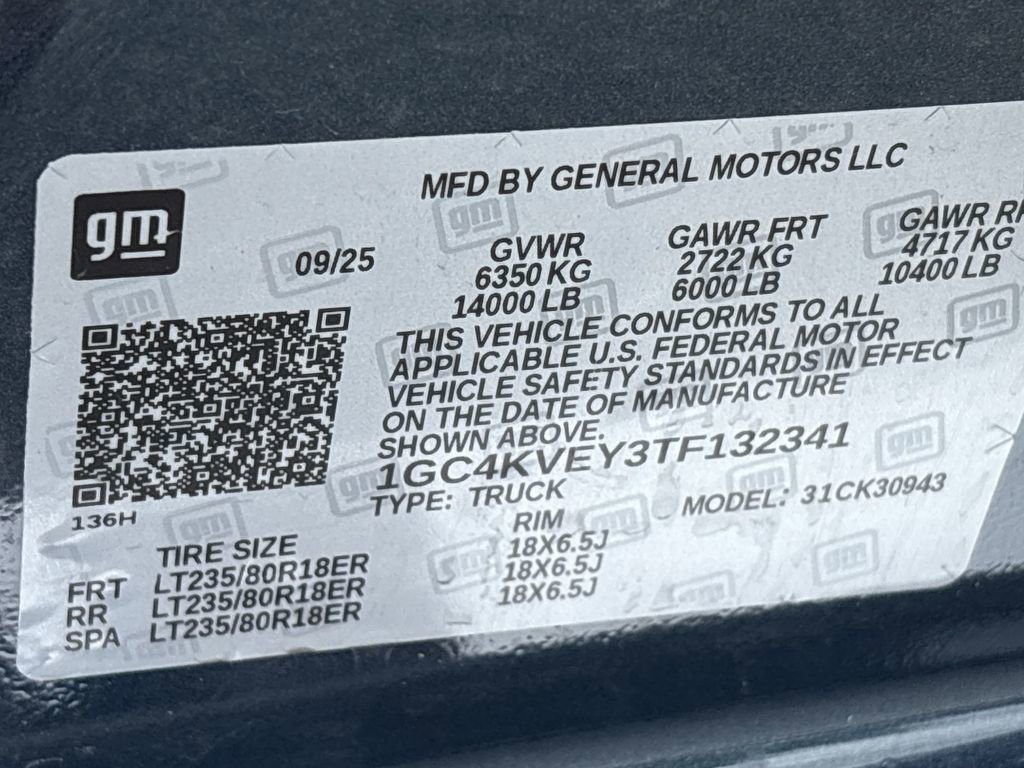 gm
MFD BY GENERAL MOTORS LLC
09/25
GVWR
6350 KG
14000 LB
GAWR FRT
2722 KG
6000 LB
GAWR RR
4717 KG
10400 LB
THIS VEHICLE CONFORMS TO ALL
APPLICABLE U.S. FEDERAL MOTOR
VEHICLE SAFETY STANDARDS IN EFFECT
ON THE DATE OF MANUFACTURE
SHOWN ABOVE.
1GC4KVEY3TF132341
TYPE: TRUCK MODEL: 31CK30943
136H
TIRE SIZE RIM
FRT LT235/80R18ER 18X6.5J
RR LT235/80R18ER 18X6.5J
SPA LT235/80R18ER 18X6.5J